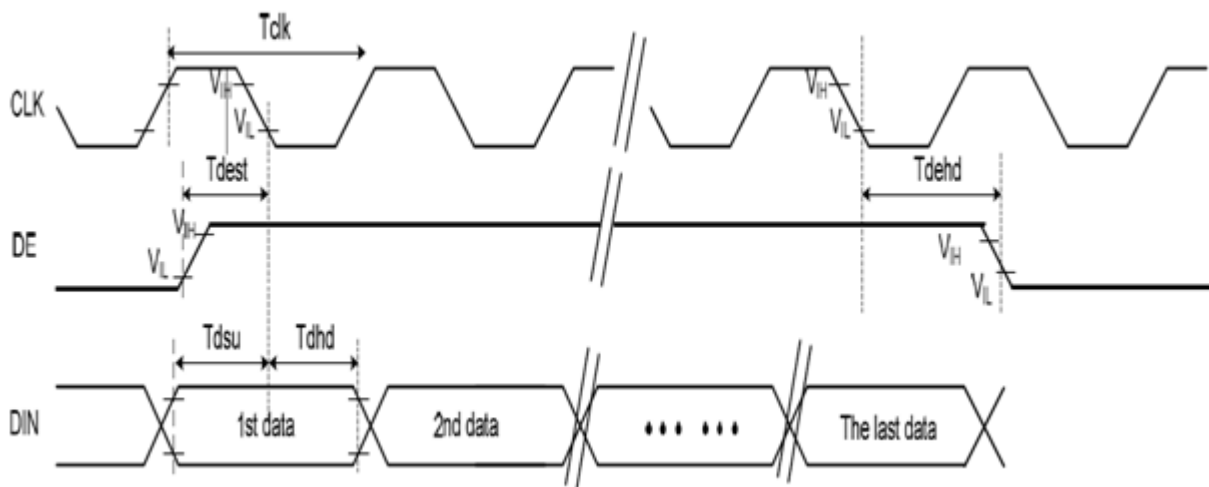 Tclk
CLK
VIH
VIL
VIH
VIL
Tdest
Tdehd
DE
VIH
VIL
VIH
VIL
Tdsu
Tdhd
DIN
1st data
2nd data
••• •••
The last data